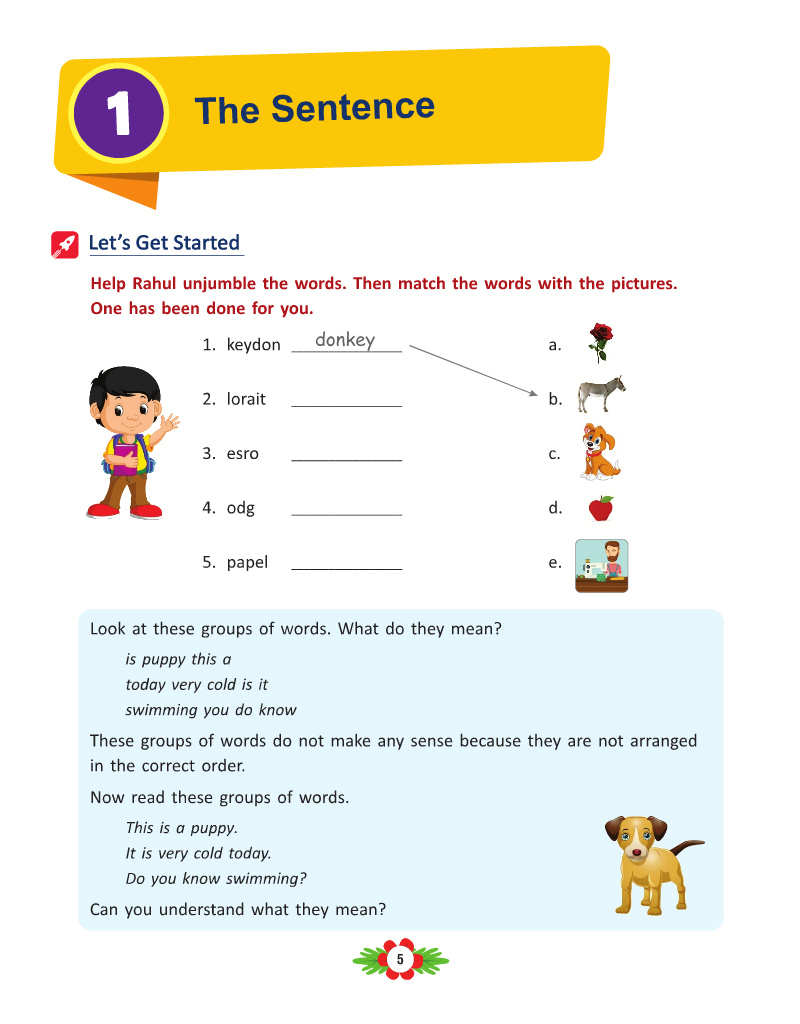 1
The Sentence
Let's Get Started
Help Rahul unjumble the words. Then match the words with the pictures.
One has been done for you.
1. keydon donkey a.
2. lorait ____________ b.
3. esro ____________ c.
4. odg ____________ d.
5. papel ____________ e.
Look at these groups of words. What do they mean?
is puppy this a
today very cold is it
swimming you do know
These groups of words do not make any sense because they are not arranged
in the correct order.
Now read these groups of words.
This is a puppy.
It is very cold today.
Do you know swimming?
Can you understand what they mean?
5